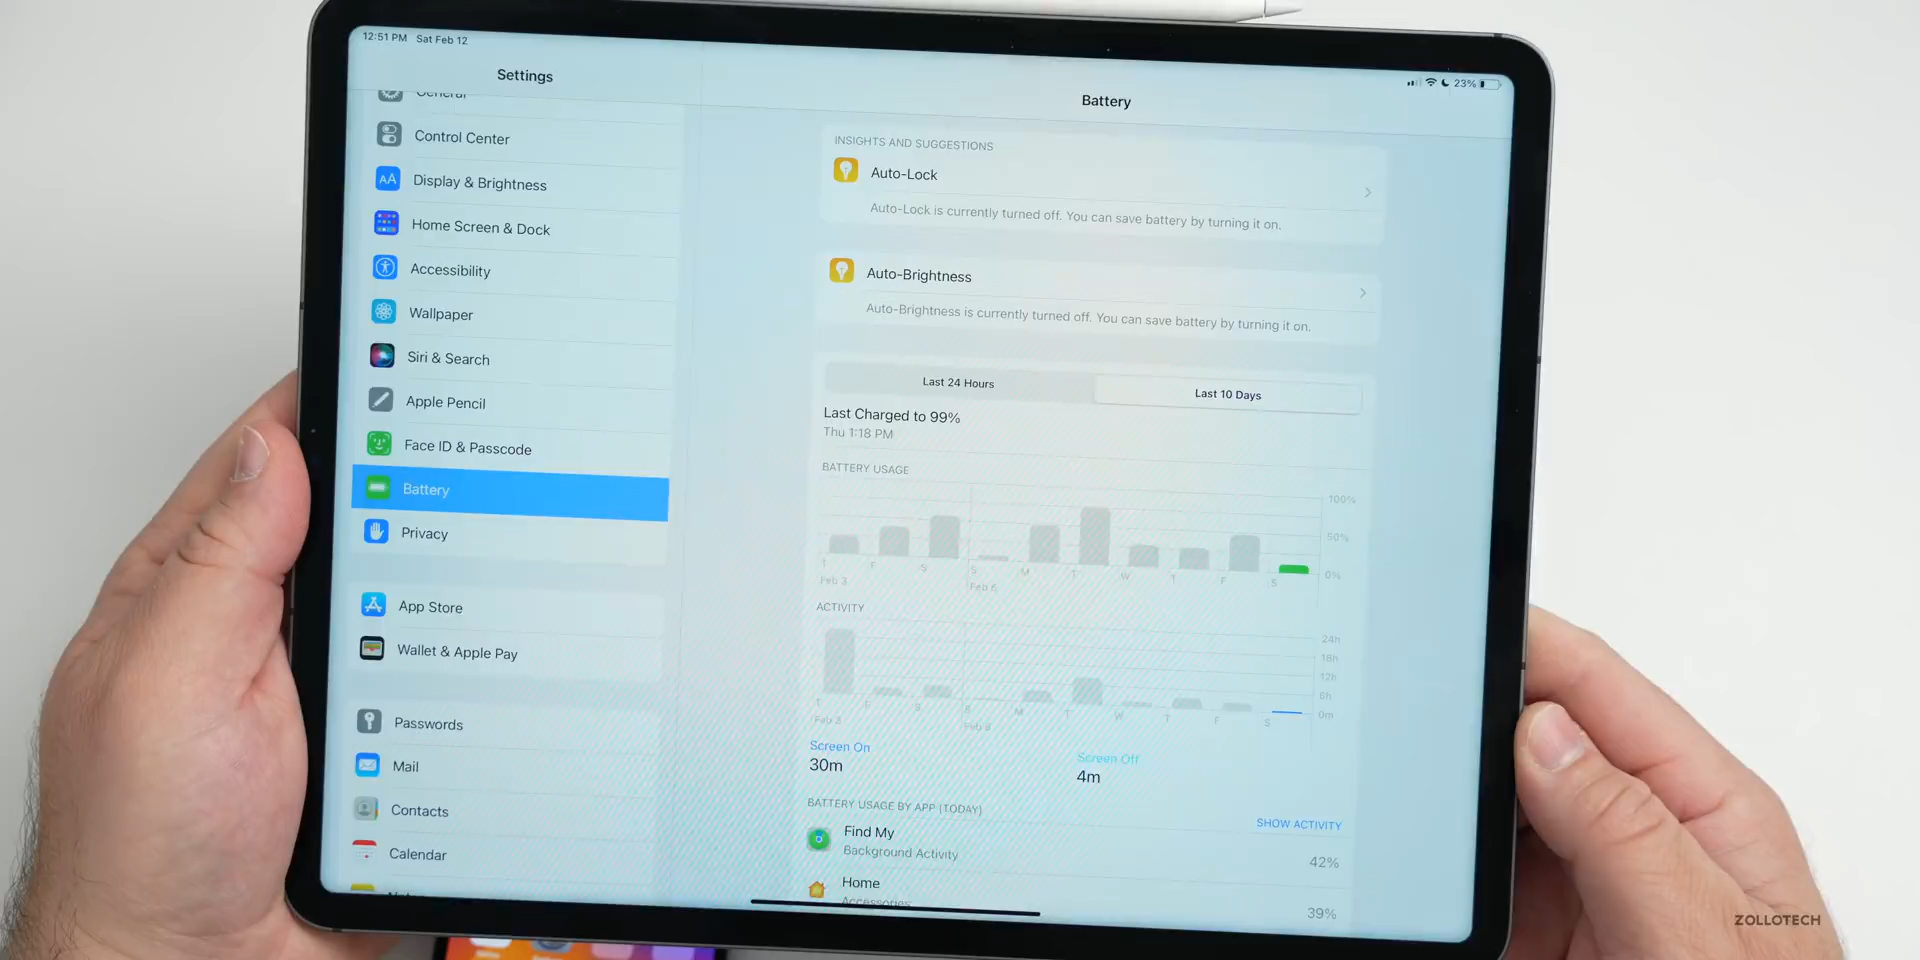 12:51 PM Sat Feb 12
23%
Settings
General
Control Center
Display & Brightness
Home Screen & Dock
Accessibility
Wallpaper
Siri & Search
Apple Pencil
Face ID & Passcode
Battery
Privacy
App Store
Wallet & Apple Pay
Passwords
Mail
Contacts
Calendar
Battery
INSIGHTS AND SUGGESTIONS
Auto-Lock
Auto-Lock is currently turned off. You can save battery by turning it on.
Auto-Brightness
Auto-Brightness is currently turned off. You can save battery by turning it on.
Last 24 Hours Last 10 Days
Last Charged to 99%
Thu 1:18 PM
BATTERY USAGE
100%
50%
0%
T F S S M T W T F S
Feb 3 Feb 6
ACTIVITY
24h
18h
12h
6h
0m
T F S S M T W T F S
Feb 3 Feb 6
Screen On Screen Off
30m 4m
BATTERY USAGE BY APP (TODAY) SHOW ACTIVITY
Find My
Background Activity 42%
Home
Accessories 39%
ZOLLOTECH